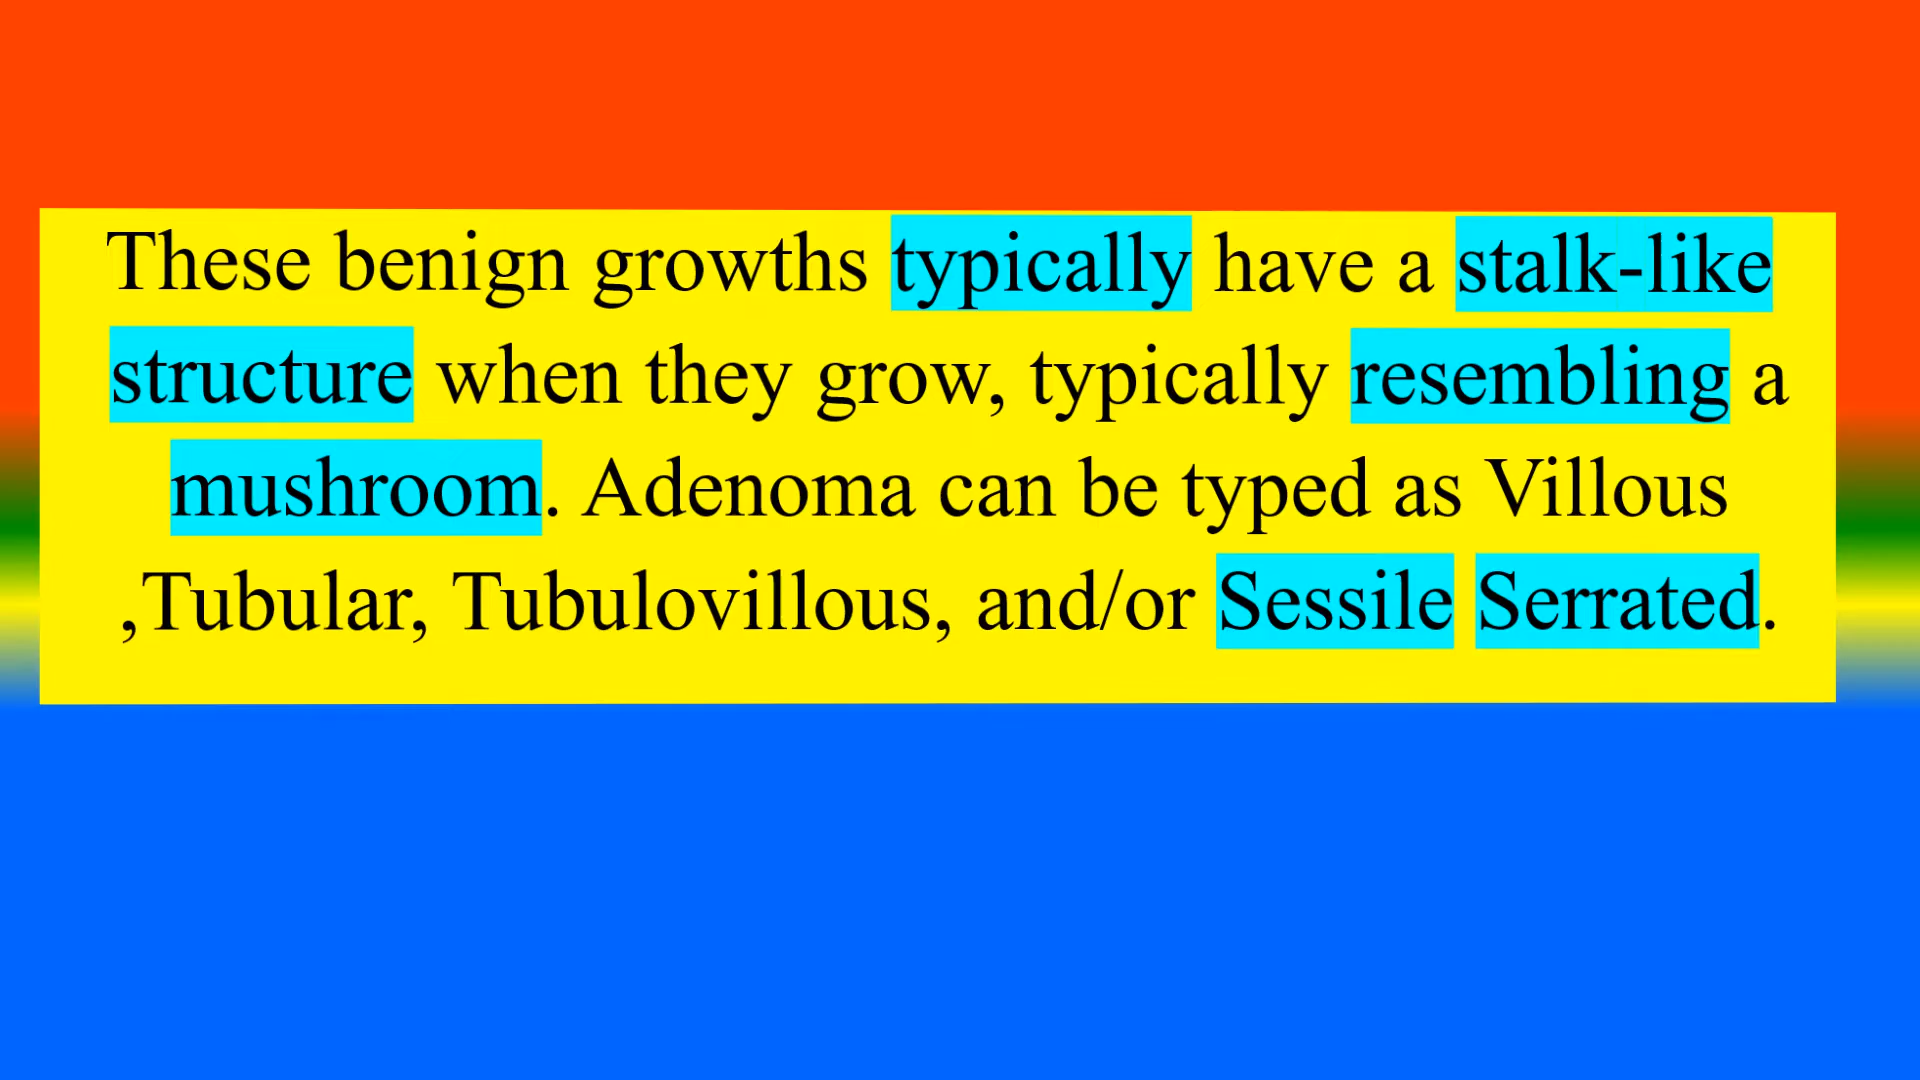 These benign growths typically have a stalk-like
structure when they grow, typically resembling a
mushroom. Adenoma can be typed as Villous
,Tubular, Tubulovillous, and/or Sessile Serrated.